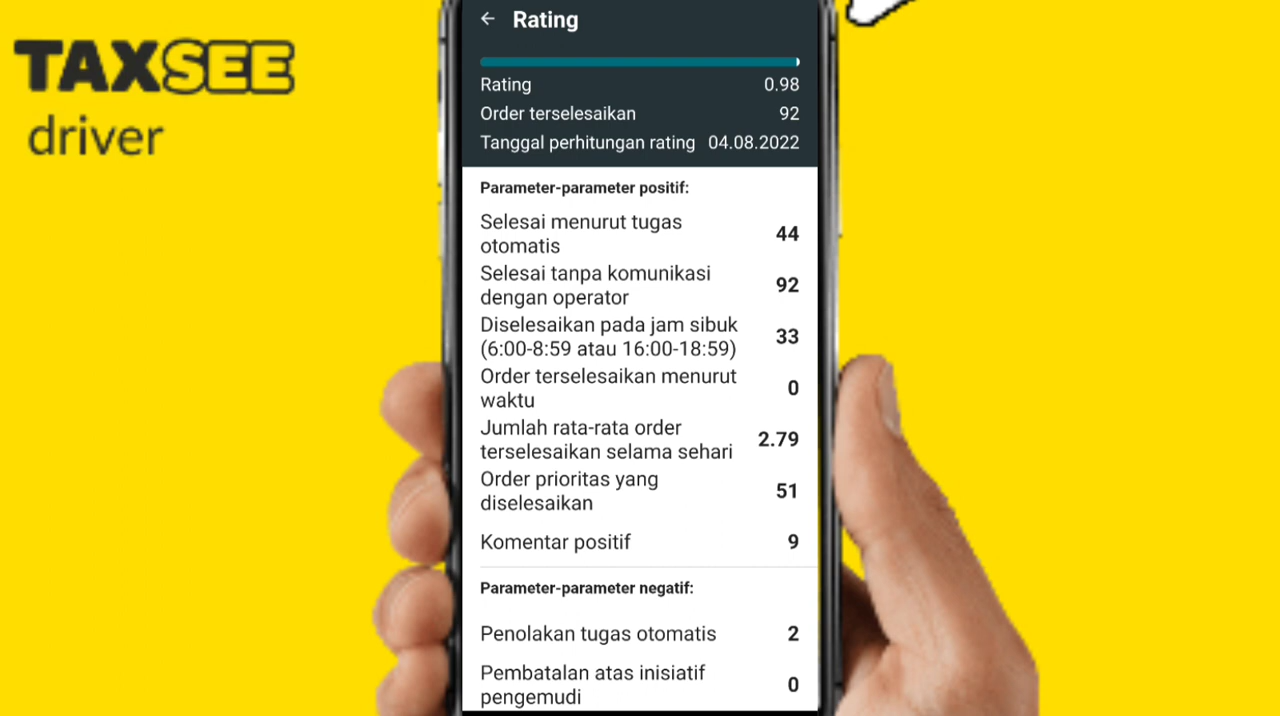 TAXSEE
driver
← Rating
Rating 0.98
Order terselesaikan 92
Tanggal perhitungan rating 04.08.2022
Parameter-parameter positif:
Selesai menurut tugas
otomatis 44
Selesai tanpa komunikasi
dengan operator 92
Diselesaikan pada jam sibuk
(6:00-8:59 atau 16:00-18:59) 33
Order terselesaikan menurut
waktu 0
Jumlah rata-rata order
terselesaikan selama sehari 2.79
Order prioritas yang
diselesaikan 51
Komentar positif 9
Parameter-parameter negatif:
Penolakan tugas otomatis 2
Pembatalan atas inisiatif
pengemudi 0